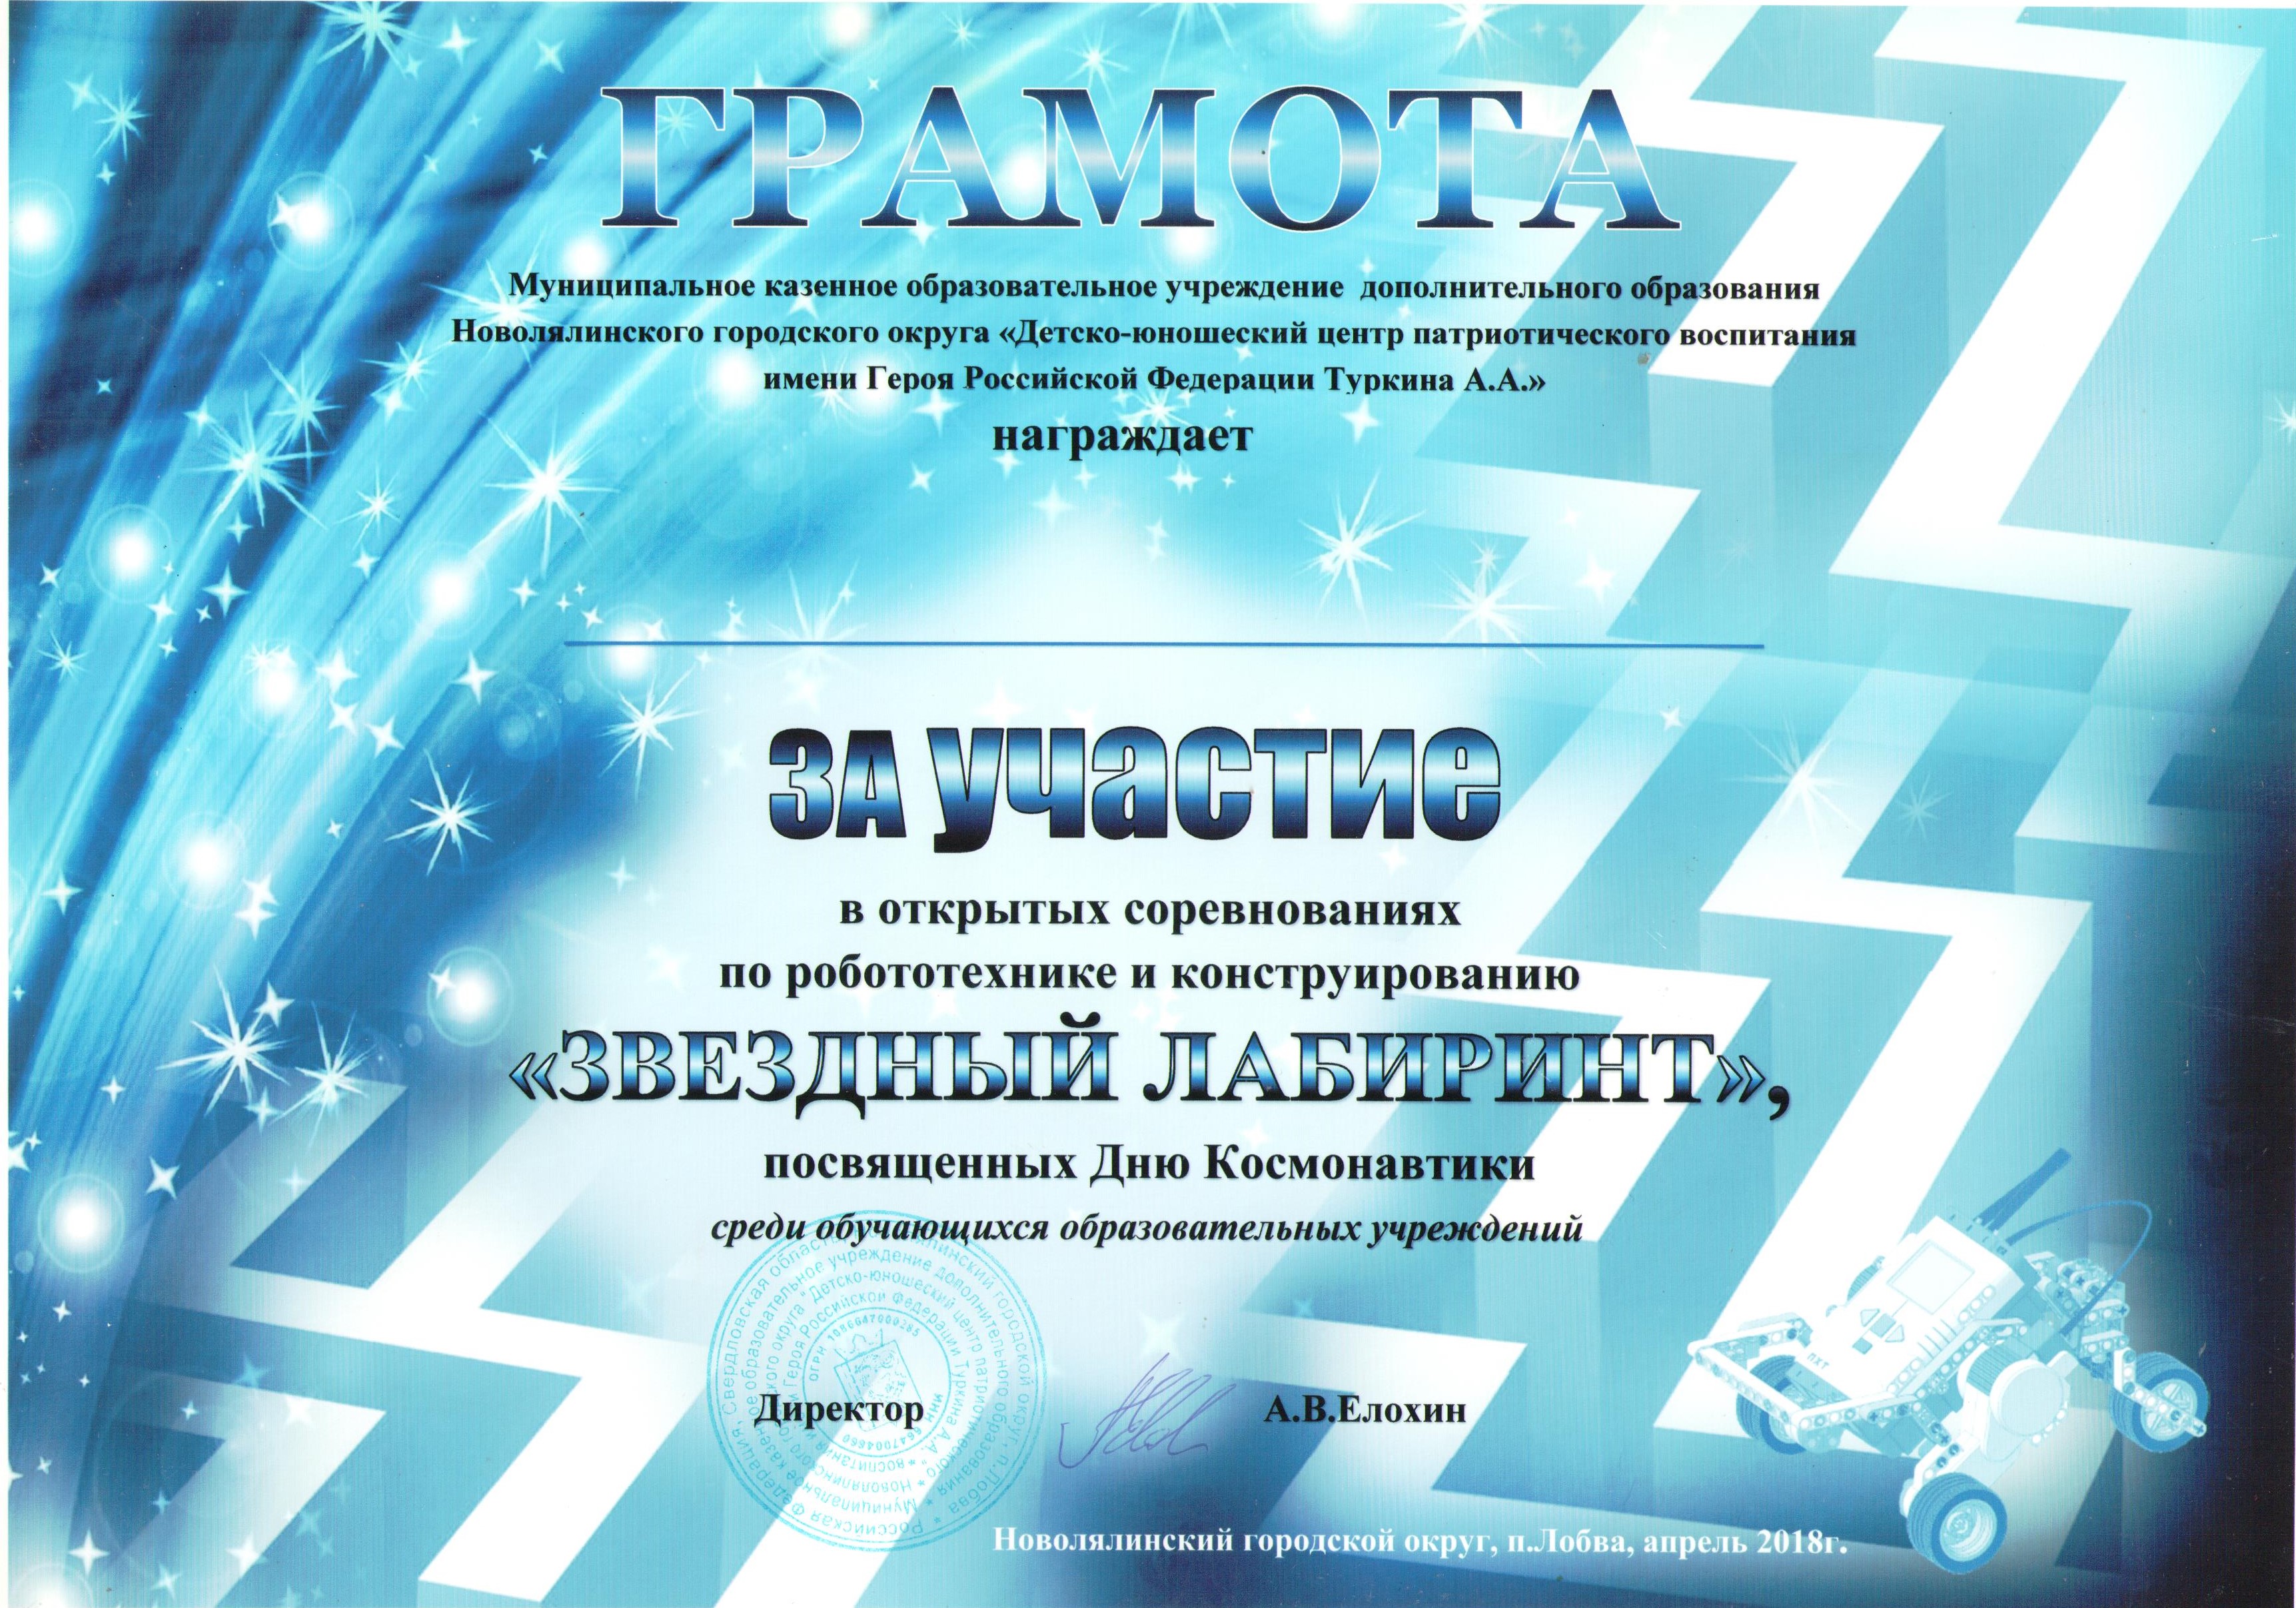 ГРАМОТА
Муниципальное казенное образовательное учреждение дополнительного образования
Новолялинского городского округа «Детско-юношеский центр патриотического воспитания
имени Героя Российской Федерации Туркина А.А.»
награждает
ЗА участие
в открытых соревнованиях
по робототехнике и конструированию
«ЗВЕЗДНЫЙ ЛАБИРИНТ»,
посвященных Дню Космонавтики
среди обучающихся образовательных учреждений
Директор
А.В.Елохин
Новолялинский городской округ, п.Лобва, апрель 2018г.